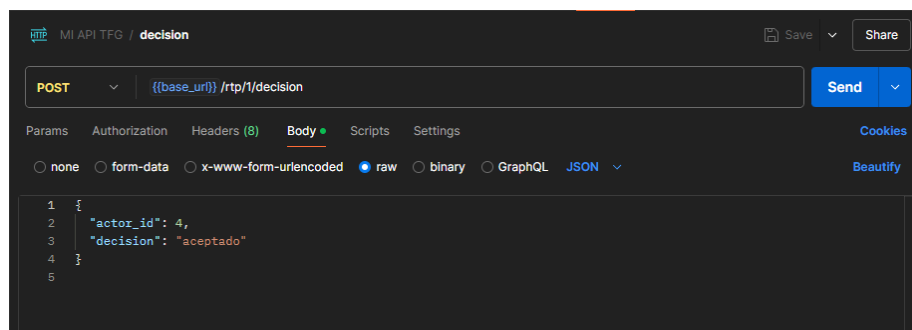 HTTP MI API TFG / decision Save Share
POST {{base_url}} /rtp/1/decision Send
Params Authorization Headers (8) Body Scripts Settings Cookies
none form-data x-www-form-urlencoded raw binary GraphQL JSON Beautify
1 {
2 "actor_id": 4,
3 "decision": "aceptado"
4 }
5